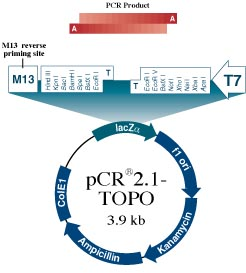 PCR Product
A
A
M13 reverse
priming site
M13
Hind III
Kpn I
Sac I
BamH I
Spe I
BstX I
EcoR I
T
T
EcoR I
EcoR V
BstX I
Not I
Xho I
Nsi I
Xba I
Apa I
T7
lacZα
f1 ori
Kanamycin
Ampicillin
ColE1
pCR®2.1-
TOPO
3.9 kb